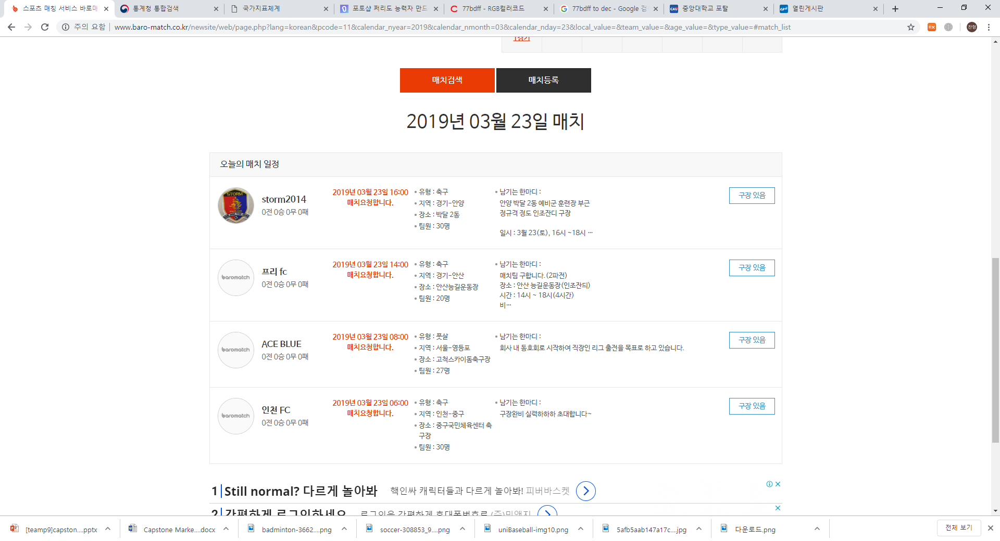 스포츠 매칭 서비스 바로매
통계청 통합검색
국가지표체계
포토샵 쩌리도 능력자 만드
77bdff - RGB컬러코드
77bdff to dec - Google 검
중앙대학교 포탈
열린게시판
주의 요함
www.baro-match.co.kr/newsite/web/page.php?lang=korean&pcode=11&calendar_nyear=2019&calendar_nmonth=03&calendar_nday=23&local_value=&team_value=&age_value=&type_value=#match_list
찬형
1경기
매치검색
매치등록
2019년 03월 23일 매치
오늘의 매치 일정
STORM
storm2014
0전 0승 0무 0패
2019년 03월 23일 16:00
매치요청합니다.
유형 : 축구
지역 : 경기-안양
장소 : 박달 2동
팀원 : 30명
남기는 한마디 :
안양 박달 2동 예비군 훈련장 부근
정규격 정도 인조잔디 구장
일시 : 3월 23(토), 16시 ~18시 …
구장 있음
baromatch
프리 fc
0전 0승 0무 0패
2019년 03월 23일 14:00
매치요청합니다.
유형 : 축구
지역 : 경기-안산
장소 : 안산능길운동장
팀원 : 20명
남기는 한마디 :
매치팀 구합니다.(2파전)
장소 : 안산 능길운동장(인조잔듸)
시간 : 14시 ~ 18시(4시간)
비…
구장 있음
baromatch
ACE BLUE
0전 0승 0무 0패
2019년 03월 23일 08:00
매치요청합니다.
유형 : 풋살
지역 : 서울-영등포
장소 : 고척스카이돔축구장
팀원 : 27명
남기는 한마디 :
회사 내 동호회로 시작하여 직장인 리그 출전을 목표로 하고 있습니다.
구장 있음
baromatch
인천 FC
0전 0승 0무 0패
2019년 03월 23일 06:00
매치요청합니다.
유형 : 축구
지역 : 인천-중구
장소 : 중구국민체육센터 축
구장
팀원 : 30명
남기는 한마디 :
구장완비 실력하하하 초대합니다~
구장 있음
1 Still normal? 다르게 놀아봐 핵인싸 캐릭터들과 다르게 놀아봐! 피버바스켓
2 간편하게 로그인하세요 로그인을 간편하게 휴대폰번호로 (주)민앤지
[teamp9]capston....pptx
Capstone Marke....docx
badminton-3662....png
soccer-308853_9....png
uniBaseball-img10.png
5afb5aab147a17c....jpg
다운로드.png
전체 보기